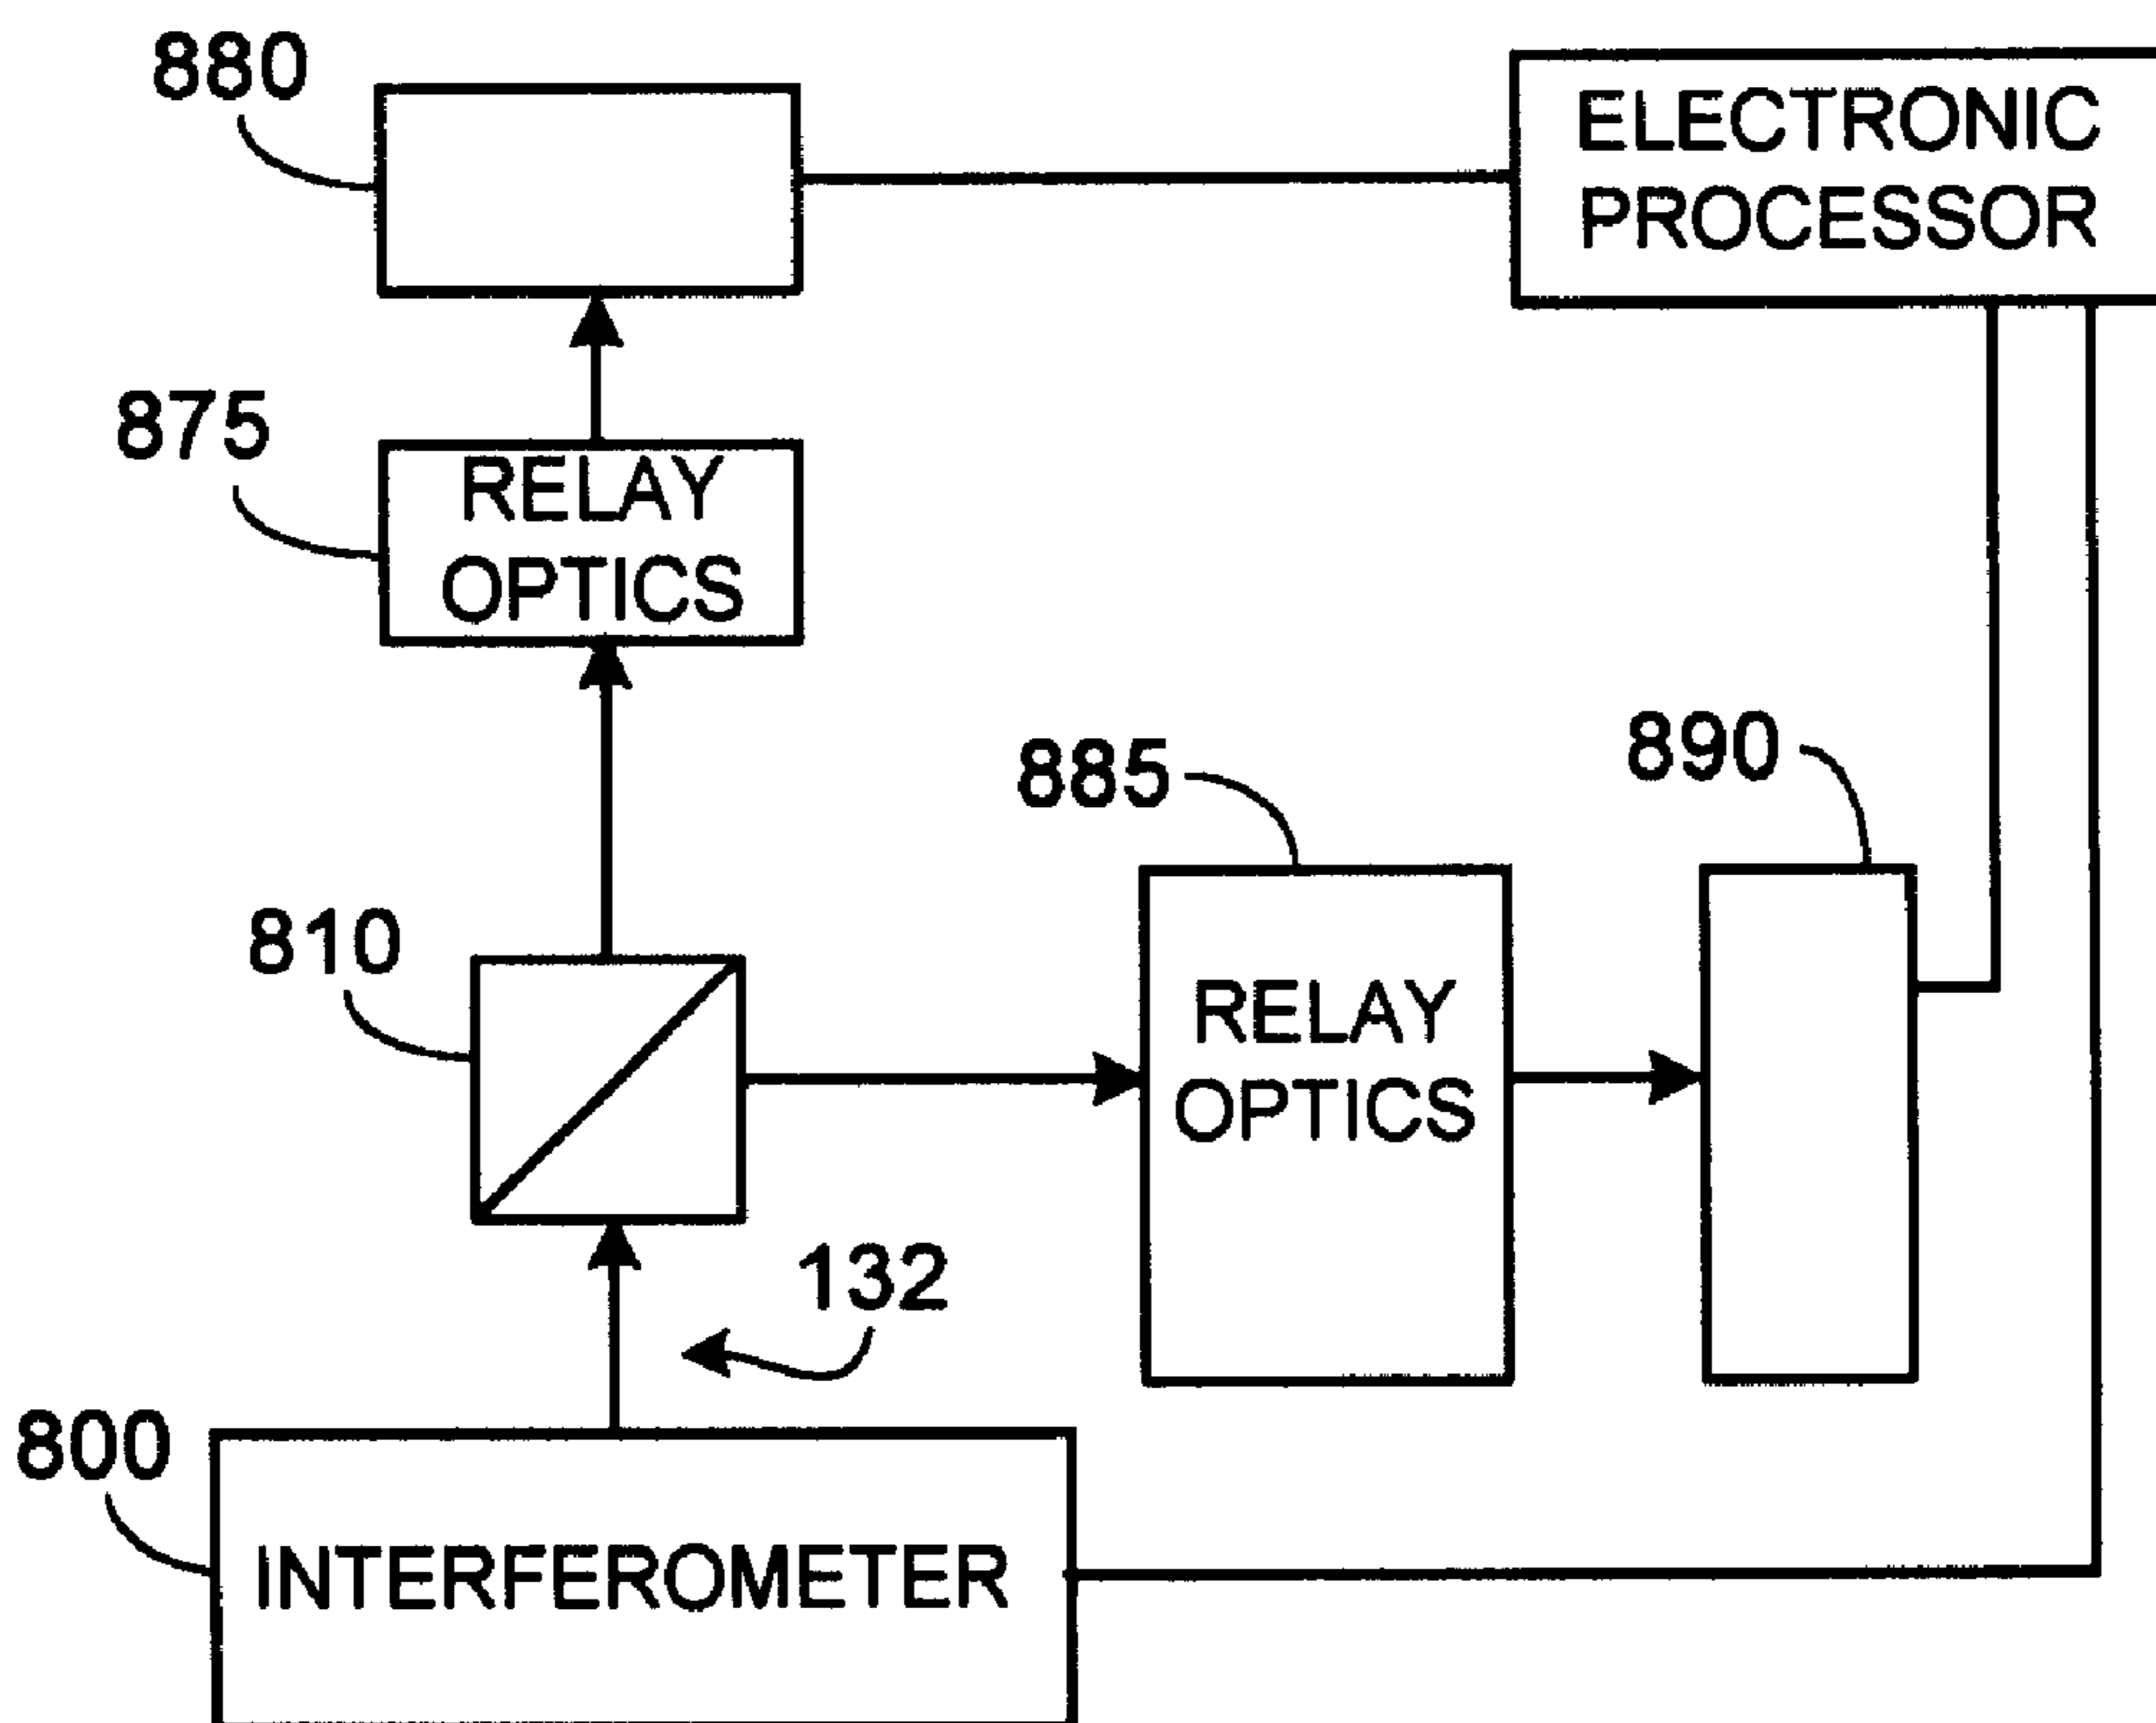 880
ELECTRONIC
PROCESSOR
875
RELAY
OPTICS
885
890
810
RELAY
OPTICS
132
800
INTERFEROMETER